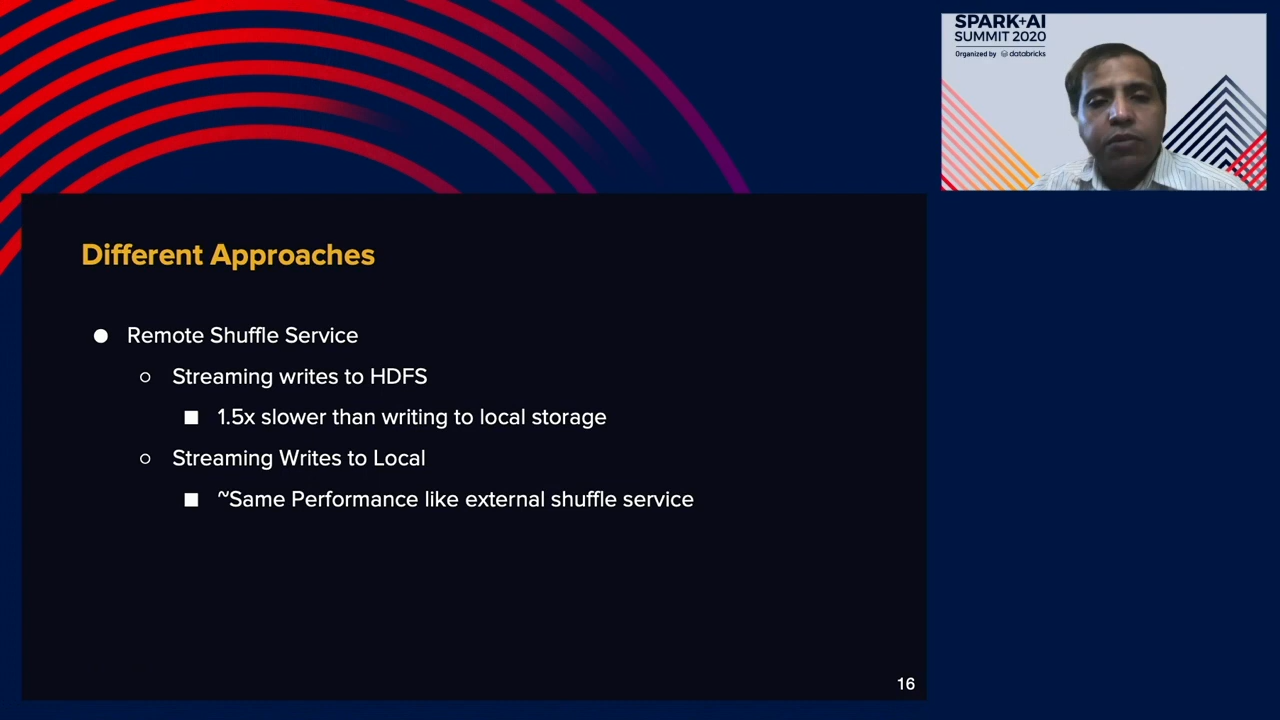 SPARK+AI
SUMMIT 2020
Organized by databricks
Different Approaches
● Remote Shuffle Service
○ Streaming writes to HDFS
■ 1.5x slower than writing to local storage
○ Streaming Writes to Local
■ ~Same Performance like external shuffle service
16